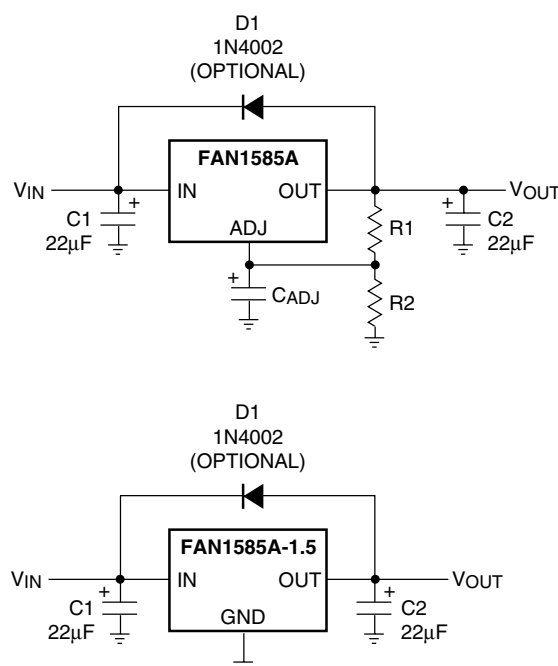 D1
1N4002
(OPTIONAL)
FAN1585A
VIN
IN
OUT
VOUT
C1
+
22μF
ADJ
R1
+
C2
22μF
+
CADJ
R2
D1
1N4002
(OPTIONAL)
FAN1585A-1.5
VIN
IN
OUT
VOUT
C1
+
22μF
GND
+
C2
22μF